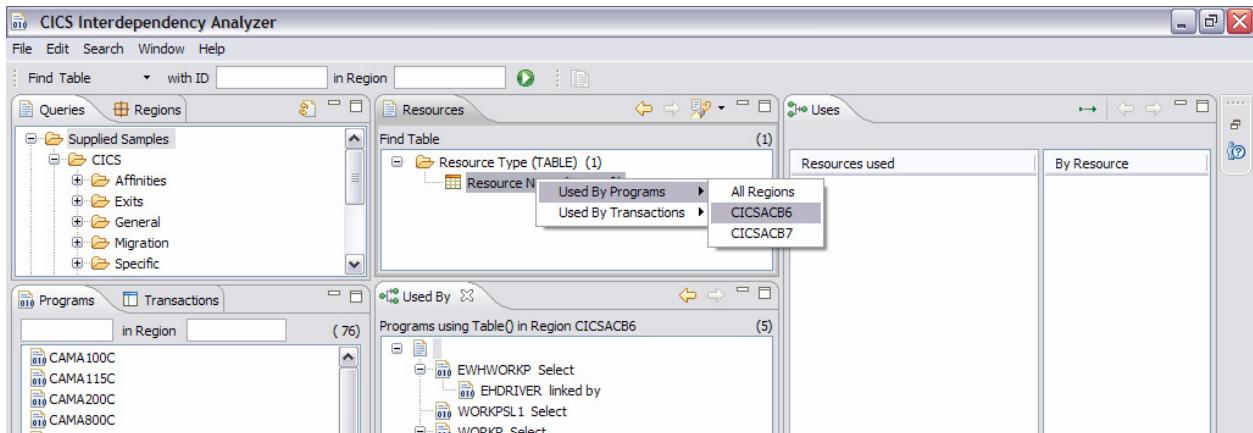 CICS Interdependency Analyzer
File Edit Search Window Help
Find Table with ID in Region
Queries Regions
Supplied Samples
CICS
Affinities
Exits
General
Migration
Specific
Resources
Find Table (1)
Resource Type (TABLE) (1)
Resource N
Used By Programs
Used By Transactions
All Regions
CICSACB6
CICSACB7
Uses
Resources used By Resource
Programs Transactions
in Region (76)
CAMA100C
CAMA115C
CAMA200C
CAMA800C
Used By
Programs using Table() in Region CICSACB6 (5)
EWHWORKP Select
EHDRIVER linked by
WORKPSL1 Select
WORKP Select